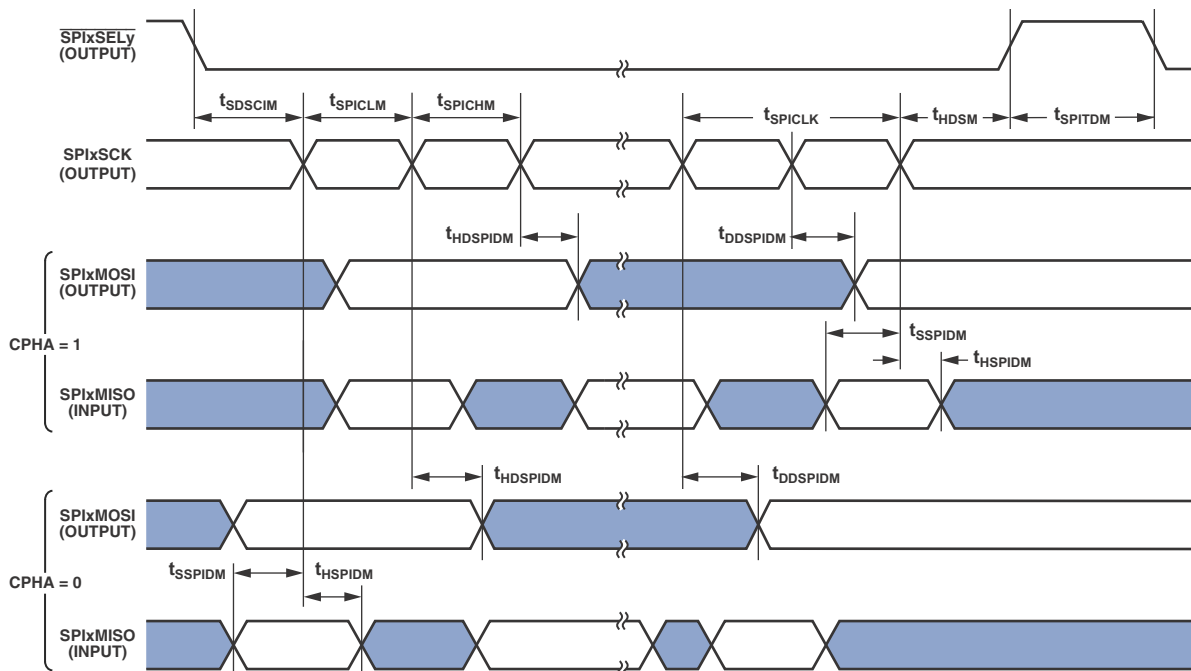 SPIxSELy
(OUTPUT)
tSDSCIM tSPICLM tSPICHM tSPICLK tHDSM tSPITDM
SPIxSCK
(OUTPUT)
tHDSPIDM tDDSPIDM
SPIxMOSI
(OUTPUT)
CPHA = 1
tSSPIDM
tHSPIDM
SPIxMISO
(INPUT)
tHDSPIDM tDDSPIDM
SPIxMOSI
(OUTPUT)
CPHA = 0
tSSPIDM tHSPIDM
SPIxMISO
(INPUT)